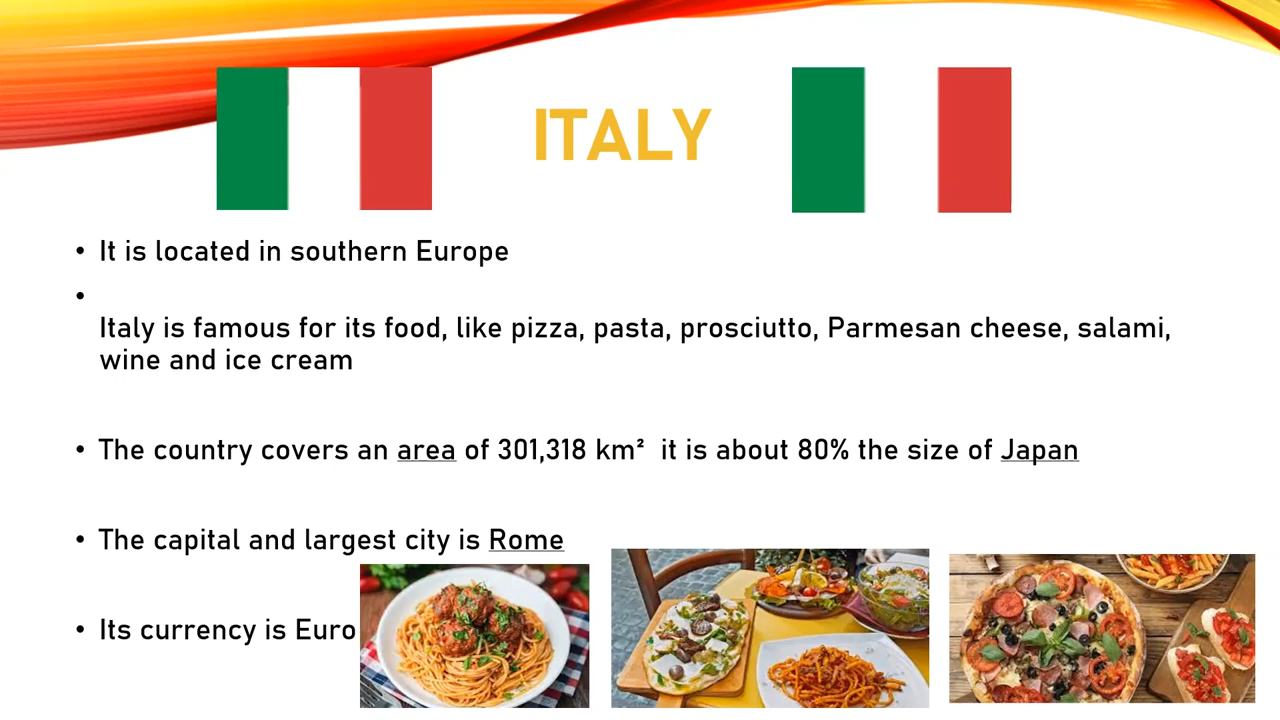 ITALY
• It is located in southern Europe
•
Italy is famous for its food, like pizza, pasta, prosciutto, Parmesan cheese, salami,
wine and ice cream
• The country covers an area of 301,318 km²  it is about 80% the size of Japan
• The capital and largest city is Rome
• Its currency is Euro